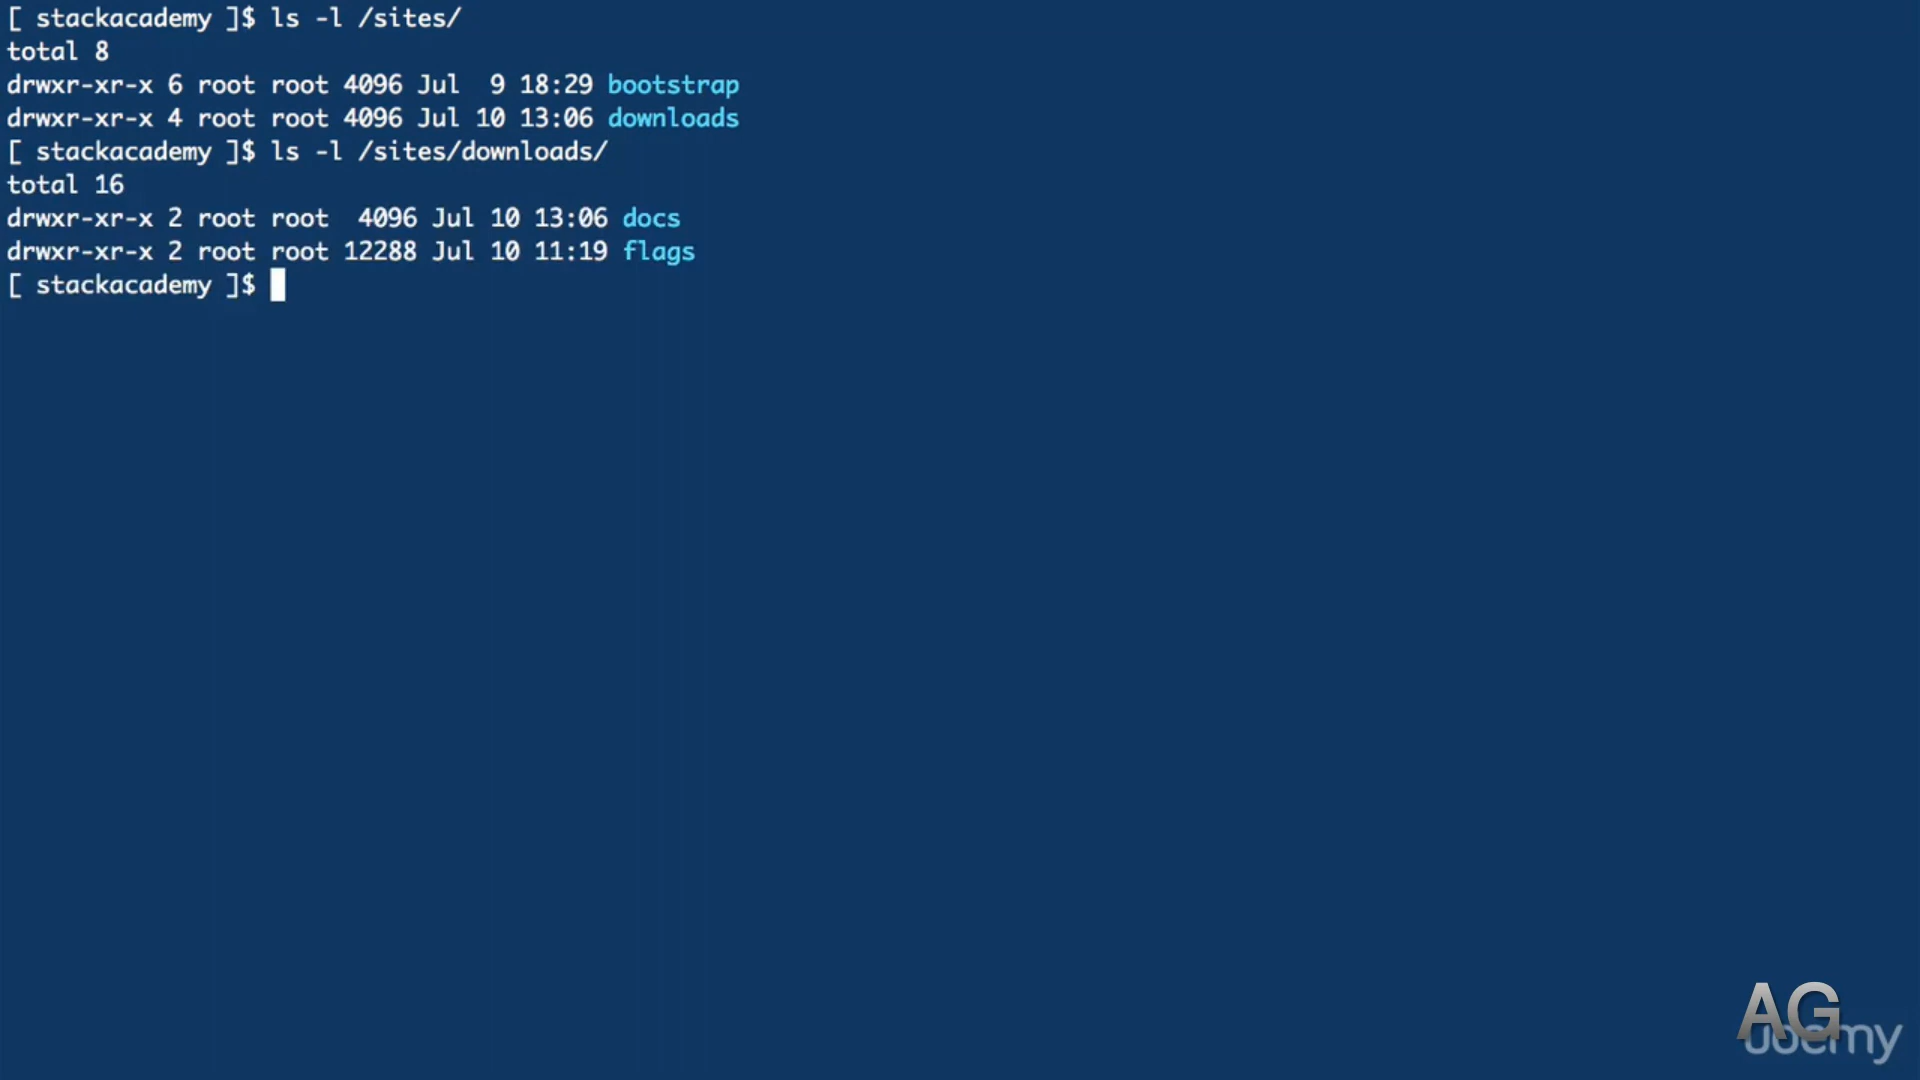 [ stackacademy ]$ ls -l /sites/
total 8
drwxr-xr-x 6 root root 4096 Jul  9 18:29 bootstrap
drwxr-xr-x 4 root root 4096 Jul 10 13:06 downloads
[ stackacademy ]$ ls -l /sites/downloads/
total 16
drwxr-xr-x 2 root root  4096 Jul 10 13:06 docs
drwxr-xr-x 2 root root 12288 Jul 10 11:19 flags
[ stackacademy ]$
AG
udemy